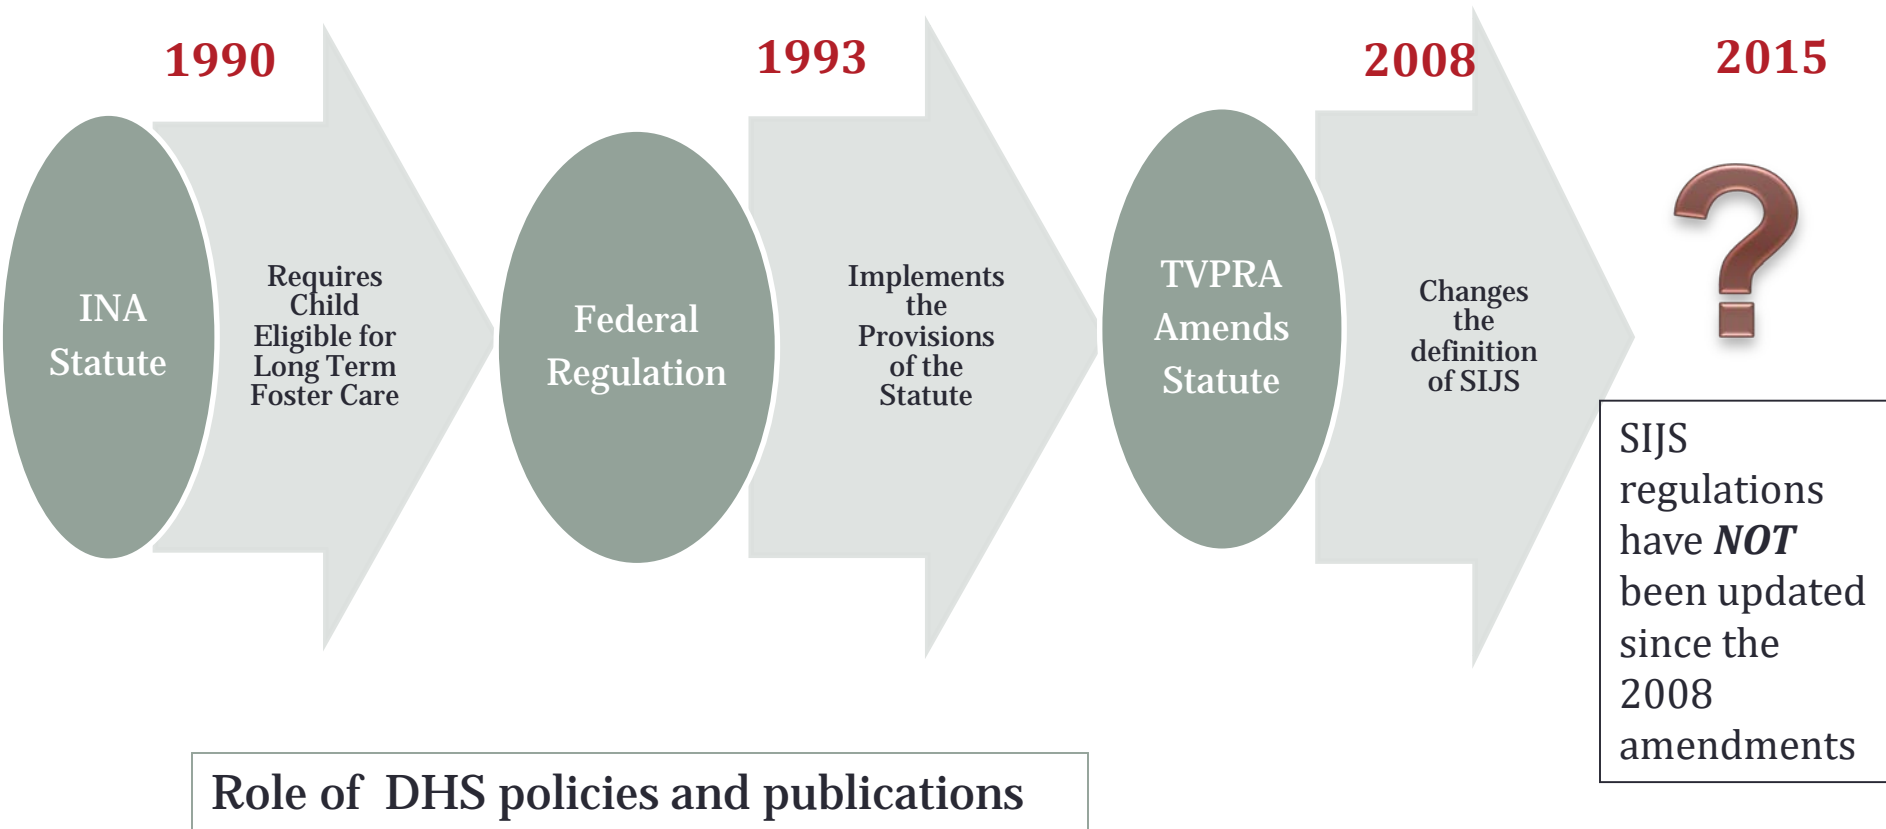 1990
1993
2008
2015
INA
Statute
Requires
Child
Eligible for
Long Term
Foster Care
Federal
Regulation
Implements
the
Provisions
of the
Statute
TVPRA
Amends
Statute
Changes
the
definition
of SIJS
?
SIJS
regulations
have NOT
been updated
since the
2008
amendments
Role of DHS policies and publications